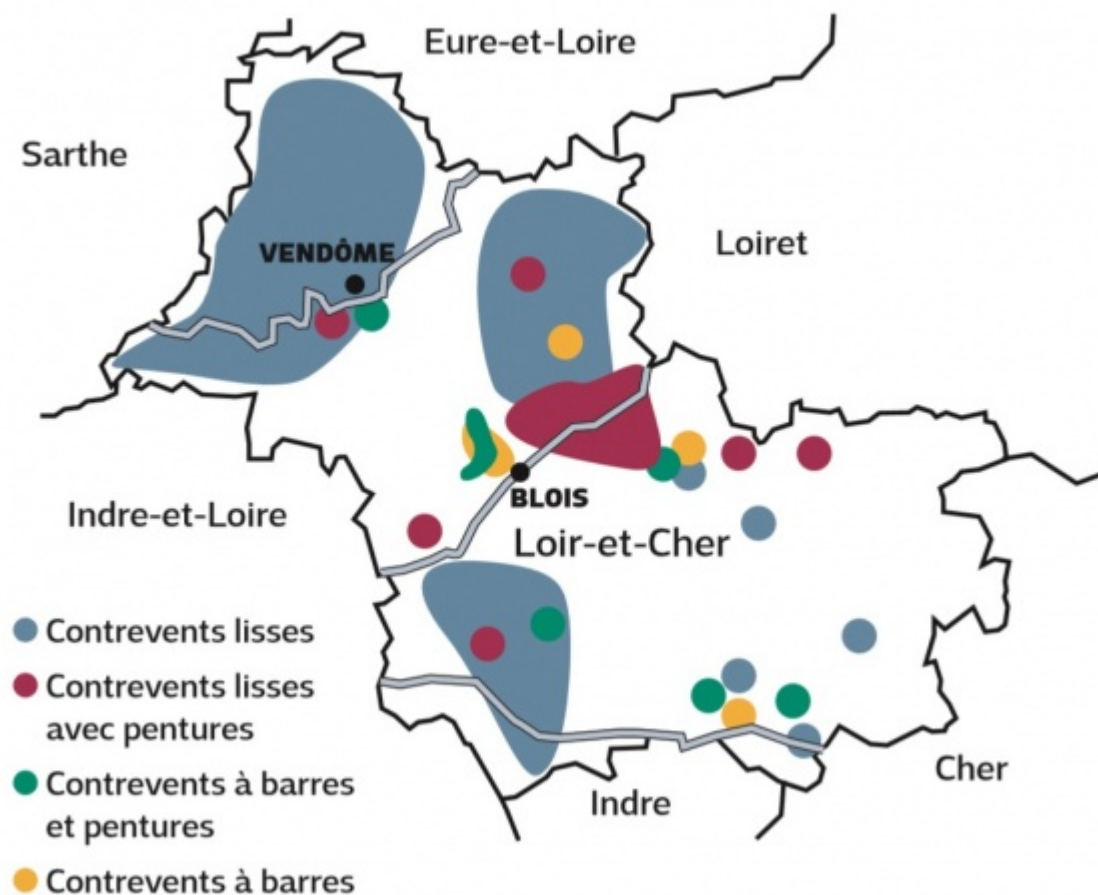 Eure-et-Loire
Sarthe
Loiret
VENDÔME
BLOIS
Indre-et-Loire
Loir-et-Cher
Contrevents lisses
Contrevents lisses
avec pentures
Contrevents à barres
et pentures
Contrevents à barres
Cher
Indre